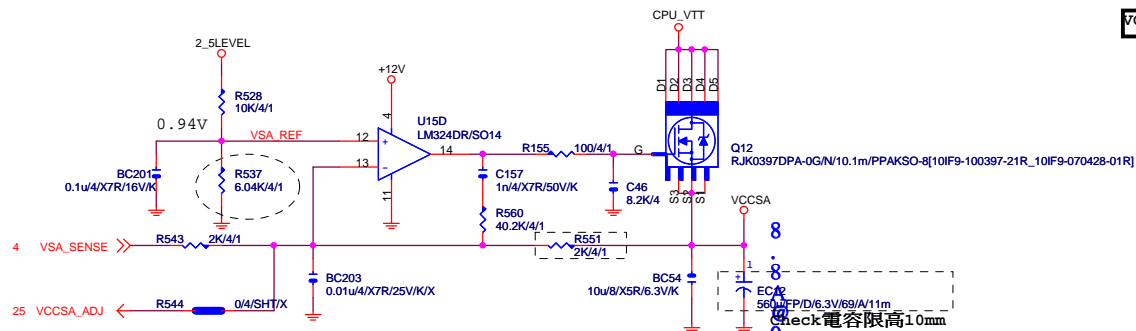 CPU_VTT
VC
2_5LEVEL
+12V
R528
10K/4/1
D1
D2
D3
D4
D5
0.94V
VSA_REF
12
13
4
11
14
U15D
LM324DR/SO14
R155
100/4/1
G
Q12
RJK0397DPA-0G/N/10.1m/PPAKSO-8[10IF9-100397-21R_10IF9-070428-01R]
BC201
0.1u/4/X7R/16V/K
R537
6.04K/4/1
C157
1n/4/X7R/50V/K
C46
8.2K/4
S3
S2
S1
VCCSA
R560
40.2K/4/1
4
VSA_SENSE
R543
2K/4/1
R551
2K/4/1
8.8A@
BC203
0.01u/4/X7R/25V/K/X
BC54
10u/8/X5R/6.3V/K
1
+
EC12
560u/FP/D/6.3V/69/A/11m
25
VCCSA_ADJ
R544
0/4/SHT/X
Check電容限高10mm